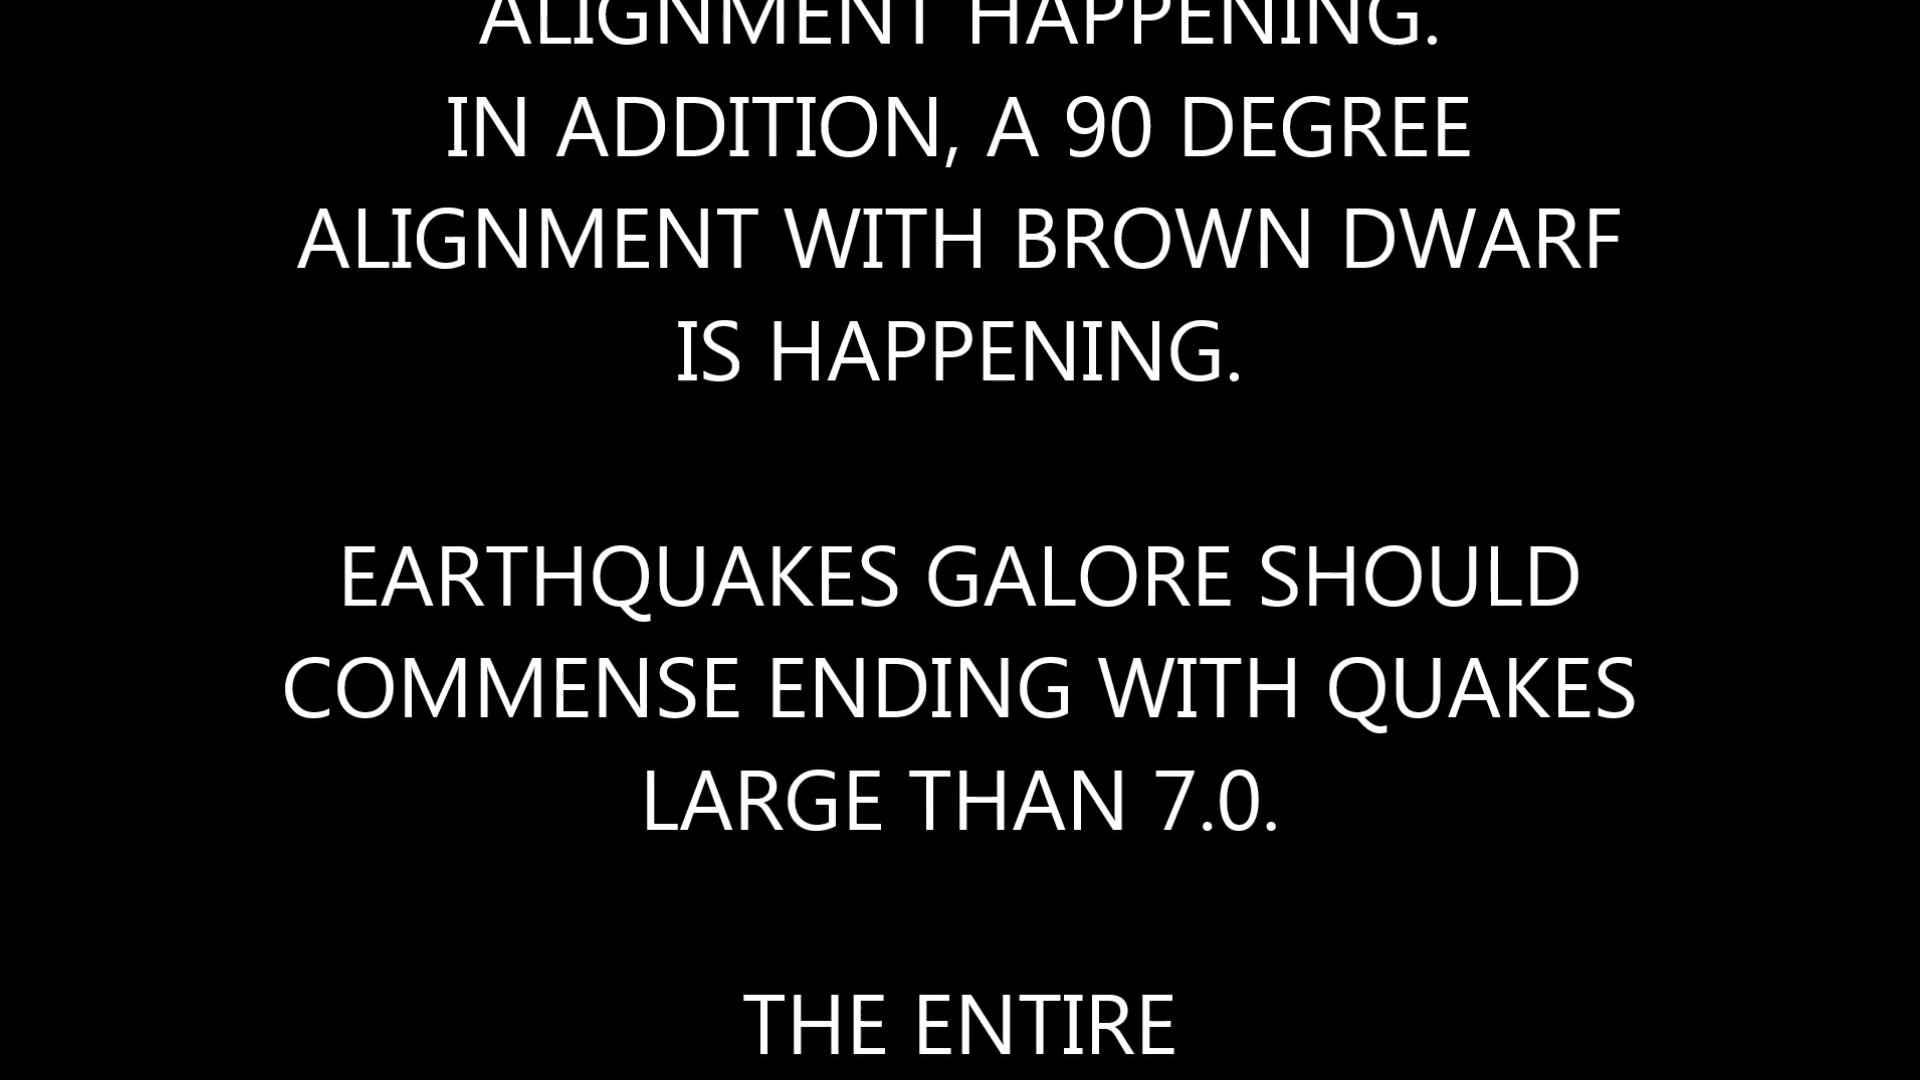 ALIGNMENT HAPPENING.
IN ADDITION, A 90 DEGREE
ALIGNMENT WITH BROWN DWARF
IS HAPPENING.
EARTHQUAKES GALORE SHOULD
COMMENSE ENDING WITH QUAKES
LARGE THAN 7.0.
THE ENTIRE